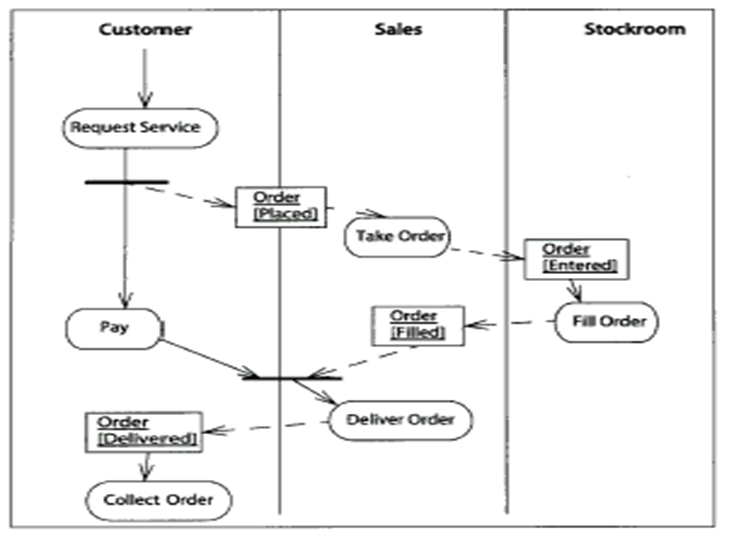 Customer
Sales
Stockroom
Request Service
Order
[Placed]
Take Order
Order
[Entered]
Order
[Filled]
Fill Order
Pay
Deliver Order
Order
[Delivered]
Collect Order